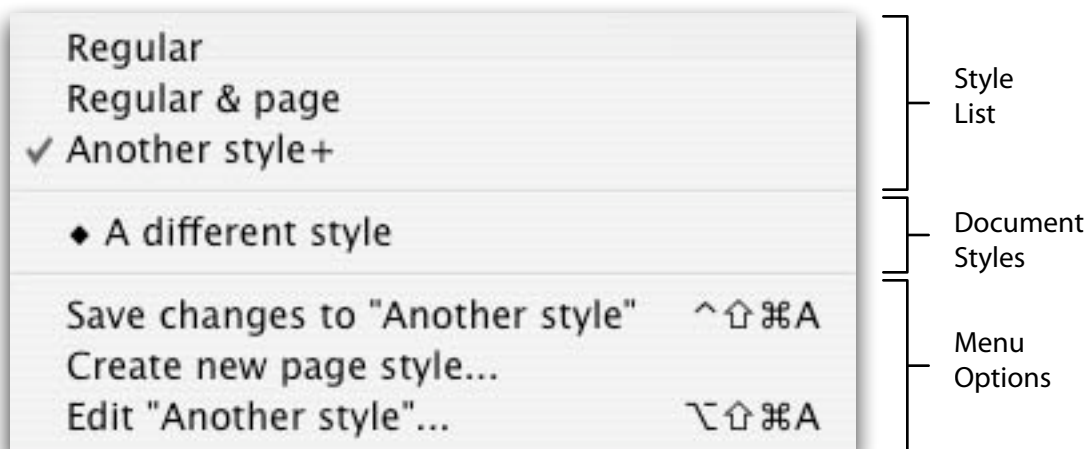 Regular
Regular & page
✓ Another style+
Style
List
◆ A different style
Document
Styles
Save changes to "Another style" ^⇧⌘A
Create new page style...
Edit "Another style"... ⌥⇧⌘A
Menu
Options